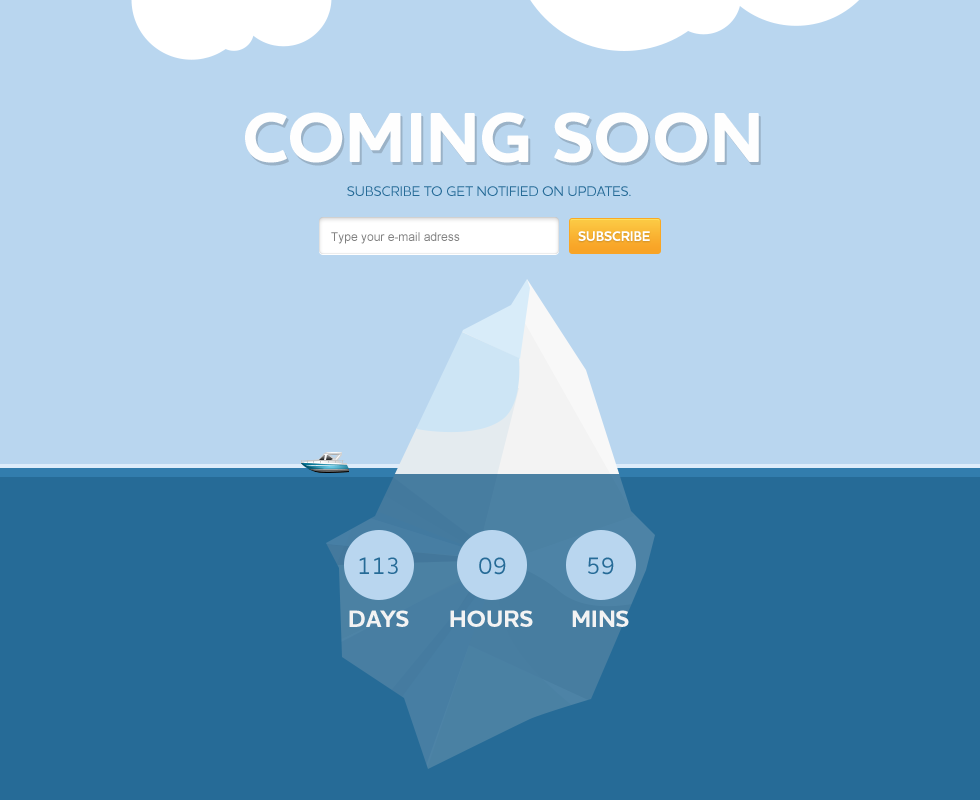 COMING SOON
SUBSCRIBE TO GET NOTIFIED ON UPDATES.
Type your e-mail adress
SUBSCRIBE
113 09 59
DAYS HOURS MINS